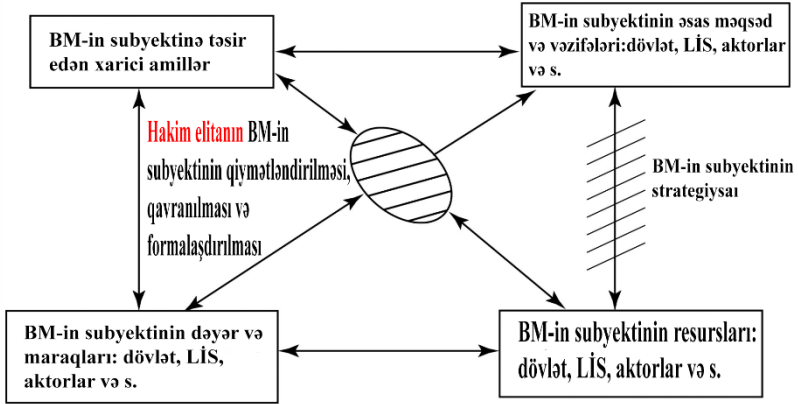 BM-in subyektinə təsir
edən xarici amillər
BM-in subyektinin əsas məqsəd
və vəzifələri:dövlət, LİS, aktorlar
və s.
Hakim elitanın BM-in
subyektinin qiymətləndirilməsi,
qavranılması və
formalaşdırılması
BM-in subyektinin
strategiysaı
BM-in subyektinin dəyər və
maraqları: dövlət, LİS,
aktorlar və s.
BM-in subyektinin resursları:
dövlət, LİS, aktorlar və s.